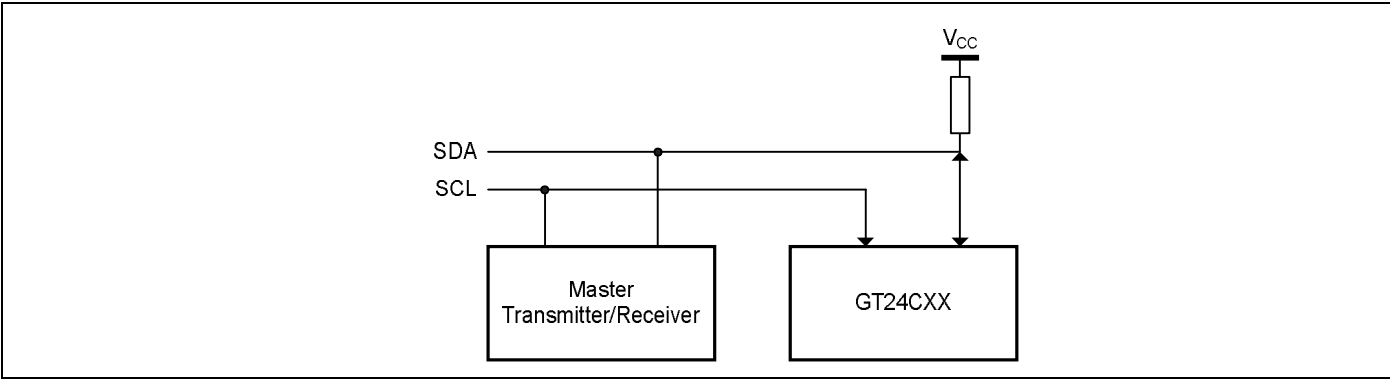 VCC
SDA
SCL
Master
Transmitter/Receiver
GT24CXX